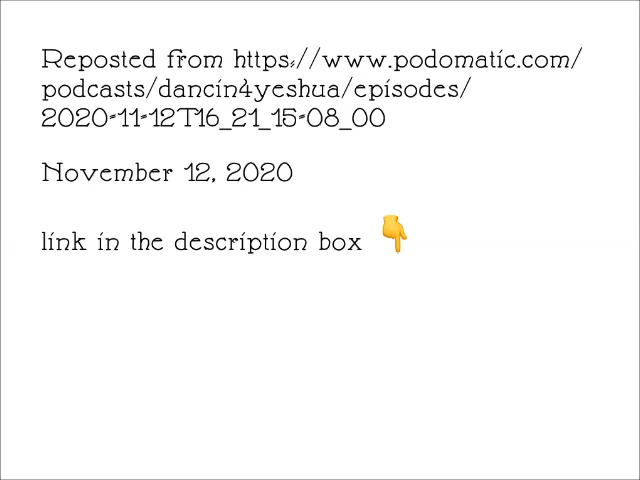 Reposted from https://www.podomatic.com/
podcasts/dancin4yeshua/episodes/
2020-11-12T16_21_15-08_00
November 12, 2020
link in the description box 👇